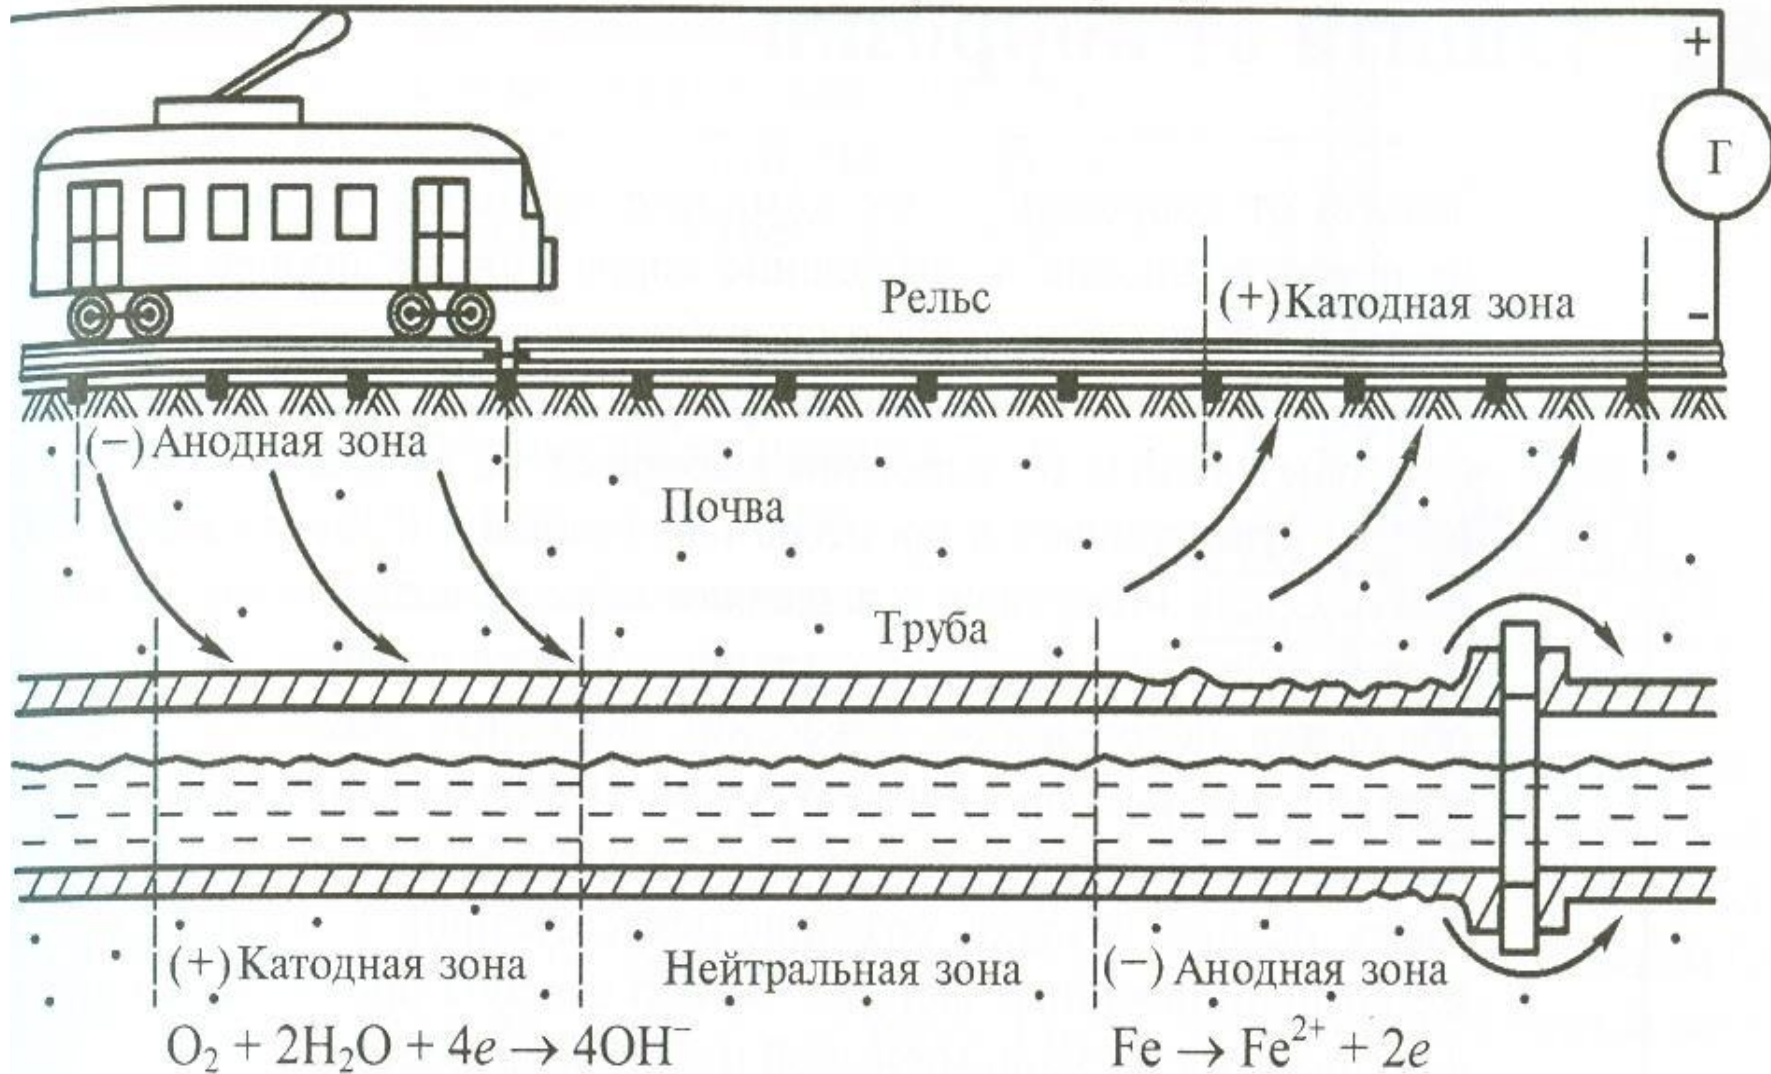 +
Г
Рельс
(+) Катодная зона
−
(−) Анодная зона
Почва
Труба
(+) Катодная зона
Нейтральная зона
(−) Анодная зона
O₂ + 2H₂O + 4e → 4OH⁻
Fe → Fe²⁺ + 2e